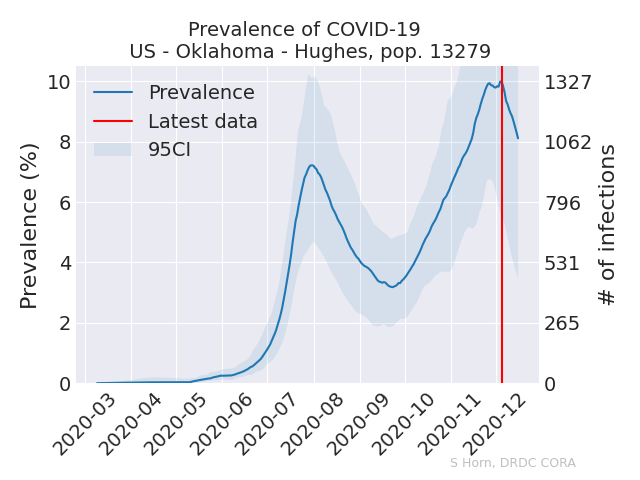 Prevalence of COVID-19
US - Oklahoma - Hughes, pop. 13279
Prevalence (%)
10
8
6
4
2
0
Prevalence
Latest data
95CI
1327
1062
796
531
265
0
# of infections
2020-03
2020-04
2020-05
2020-06
2020-07
2020-08
2020-09
2020-10
2020-11
2020-12
S Horn, DRDC CORA